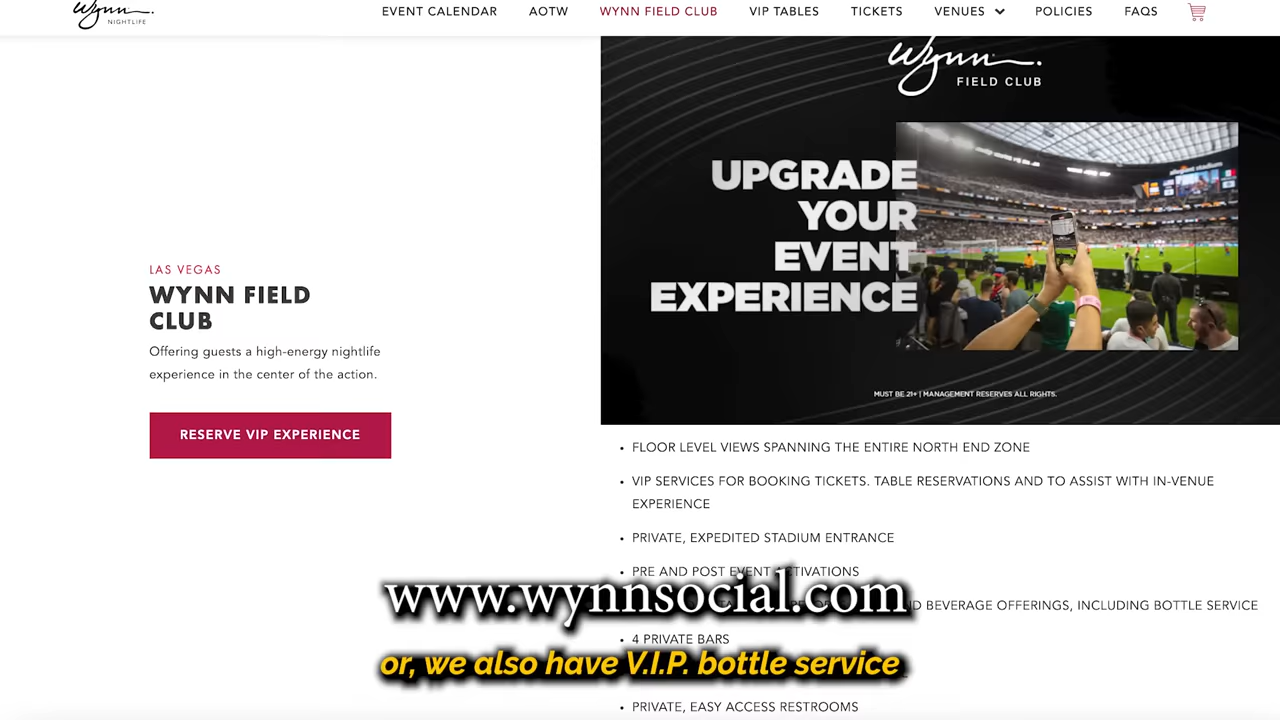 Wynn
NIGHTLIFE
EVENT CALENDAR AOTW WYNN FIELD CLUB VIP TABLES TICKETS VENUES POLICIES FAQS
Wynn
FIELD CLUB
UPGRADE
YOUR
EVENT
EXPERIENCE
MUST BE 21+ | MANAGEMENT RESERVES ALL RIGHTS.
LAS VEGAS
WYNN FIELD
CLUB
Offering guests a high-energy nightlife
experience in the center of the action.
RESERVE VIP EXPERIENCE
• FLOOR LEVEL VIEWS SPANNING THE ENTIRE NORTH END ZONE
• VIP SERVICES FOR BOOKING TICKETS. TABLE RESERVATIONS AND TO ASSIST WITH IN-VENUE
EXPERIENCE
• PRIVATE, EXPEDITED STADIUM ENTRANCE
• PRE AND POST EVENT ACTIVATIONS
BEVERAGE OFFERINGS, INCLUDING BOTTLE SERVICE
www.wynnsocial.com
• 4 PRIVATE BARS
or, we also have V.I.P. bottle service
• PRIVATE, EASY ACCESS RESTROOMS